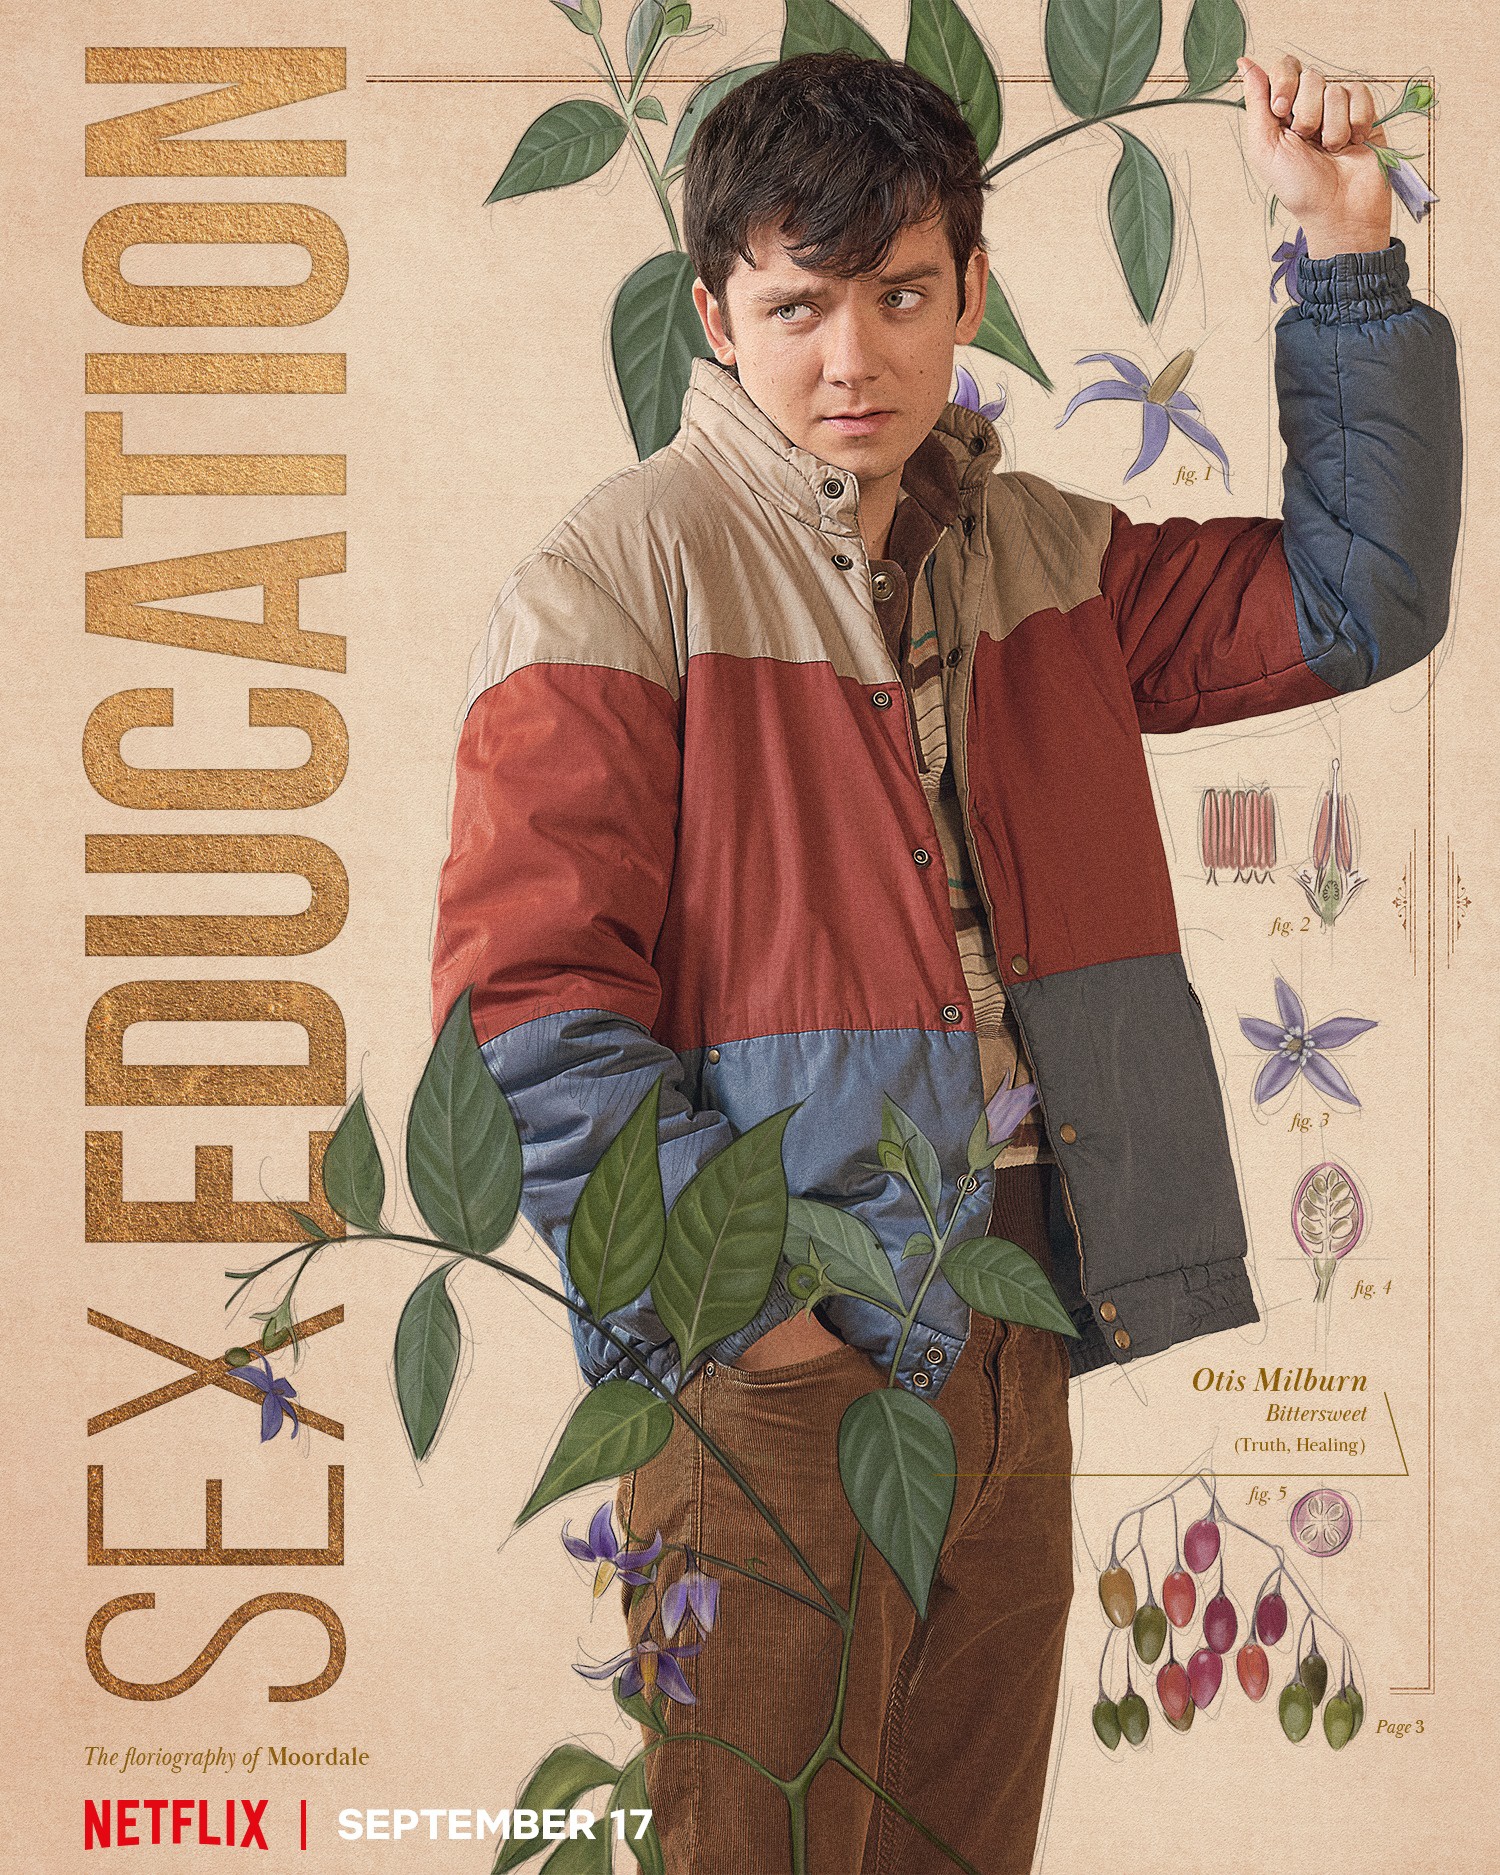 SEX EDUCATION
fig. 1
fig. 2
fig. 3
fig. 4
Otis Milburn
Bittersweet
(Truth, Healing)
fig. 5
Page 3
The floriography of Moordale
NETFLIX | SEPTEMBER 17